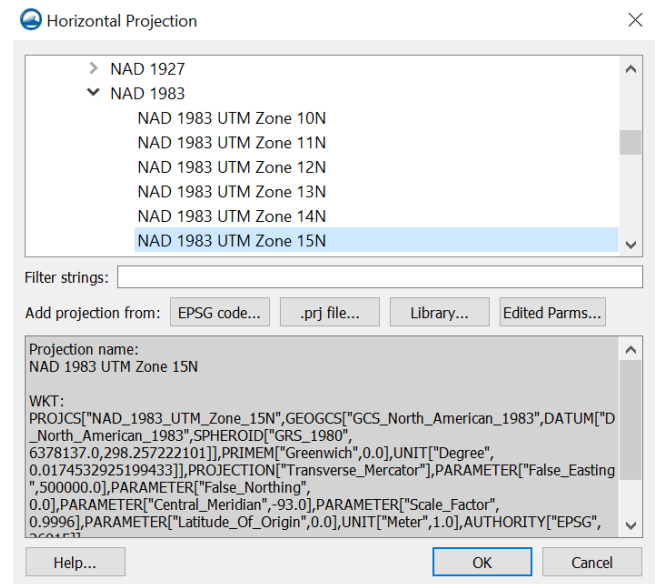 Horizontal Projection
NAD 1927
NAD 1983
NAD 1983 UTM Zone 10N
NAD 1983 UTM Zone 11N
NAD 1983 UTM Zone 12N
NAD 1983 UTM Zone 13N
NAD 1983 UTM Zone 14N
NAD 1983 UTM Zone 15N
Filter strings:
Add projection from: EPSG code... .prj file... Library... Edited Parms...
Projection name:
NAD 1983 UTM Zone 15N
WKT:
PROJCS["NAD_1983_UTM_Zone_15N",GEOGCS["GCS_North_American_1983",DATUM["D
_North_American_1983",SPHEROID["GRS_1980",
6378137.0,298.257222101]],PRIMEM["Greenwich",0.0],UNIT["Degree",
0.0174532925199433]],PROJECTION["Transverse_Mercator"],PARAMETER["False_Easting
",500000.0],PARAMETER["False_Northing",
0.0],PARAMETER["Central_Meridian",-93.0],PARAMETER["Scale_Factor",
0.9996],PARAMETER["Latitude_Of_Origin",0.0],UNIT["Meter",1.0],AUTHORITY["EPSG",
Help... OK Cancel